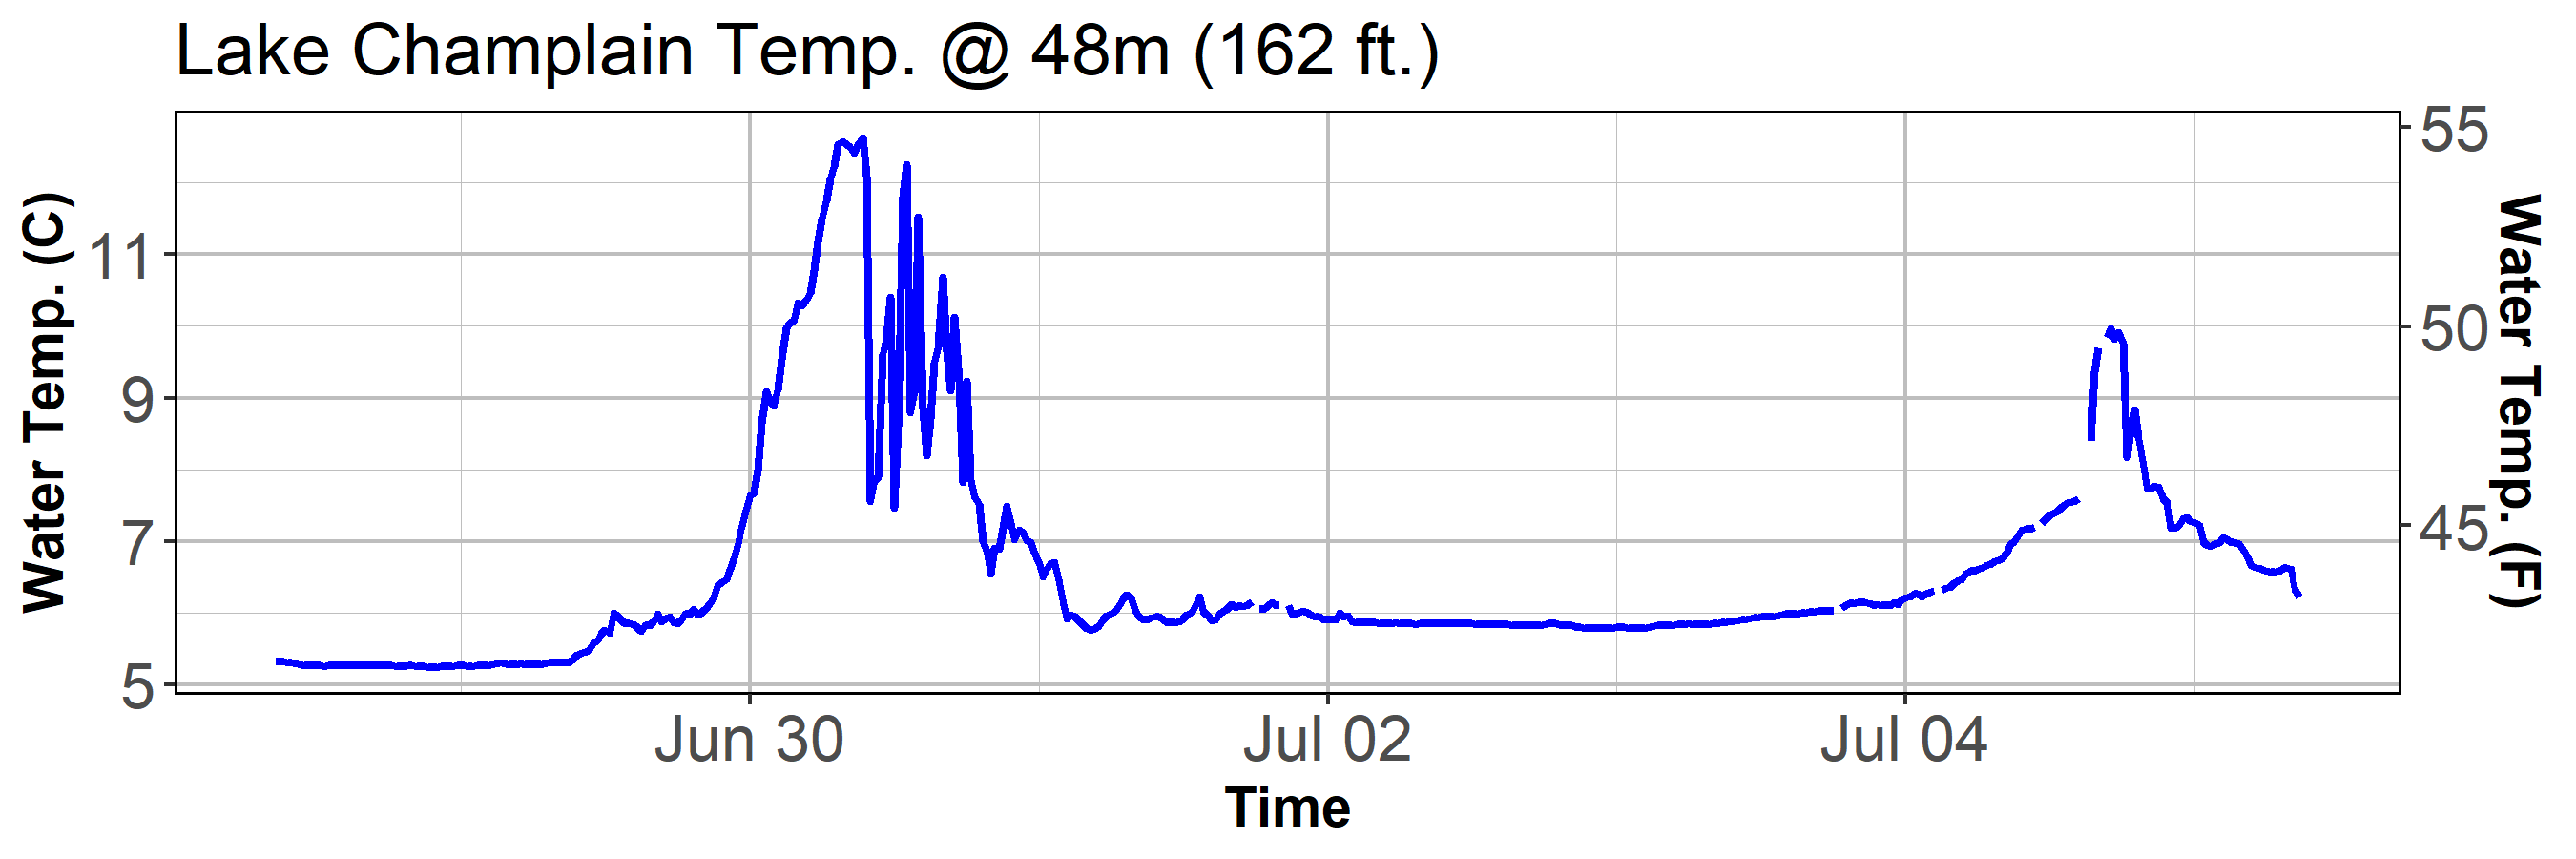 Lake Champlain Temp. @ 48m (162 ft.)
Water Temp. (C)
11
9
7
5
55
50
45
Water Temp. (F)
Jun 30
Jul 02
Jul 04
Time